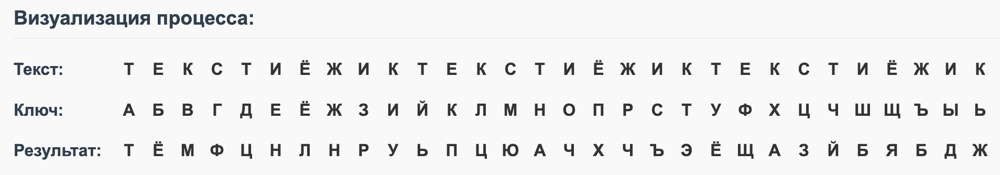 Визуализация процесса:
Текст: Т Е К С Т И Ё Ж И К Т Е К С Т И Ё Ж И К Т Е К С Т И Ё Ж И К
Ключ: А Б В Г Д Е Ё Ж З И Й К Л М Н О П Р С Т У Ф Х Ц Ч Ш Щ Ъ Ы Ь
Результат: Т Ё М Ф Ц Н Л Н Р У Ь П Ц Ю А Ч Х Ч Ъ Э Ё Щ А З Й Б Я Б Д Ж